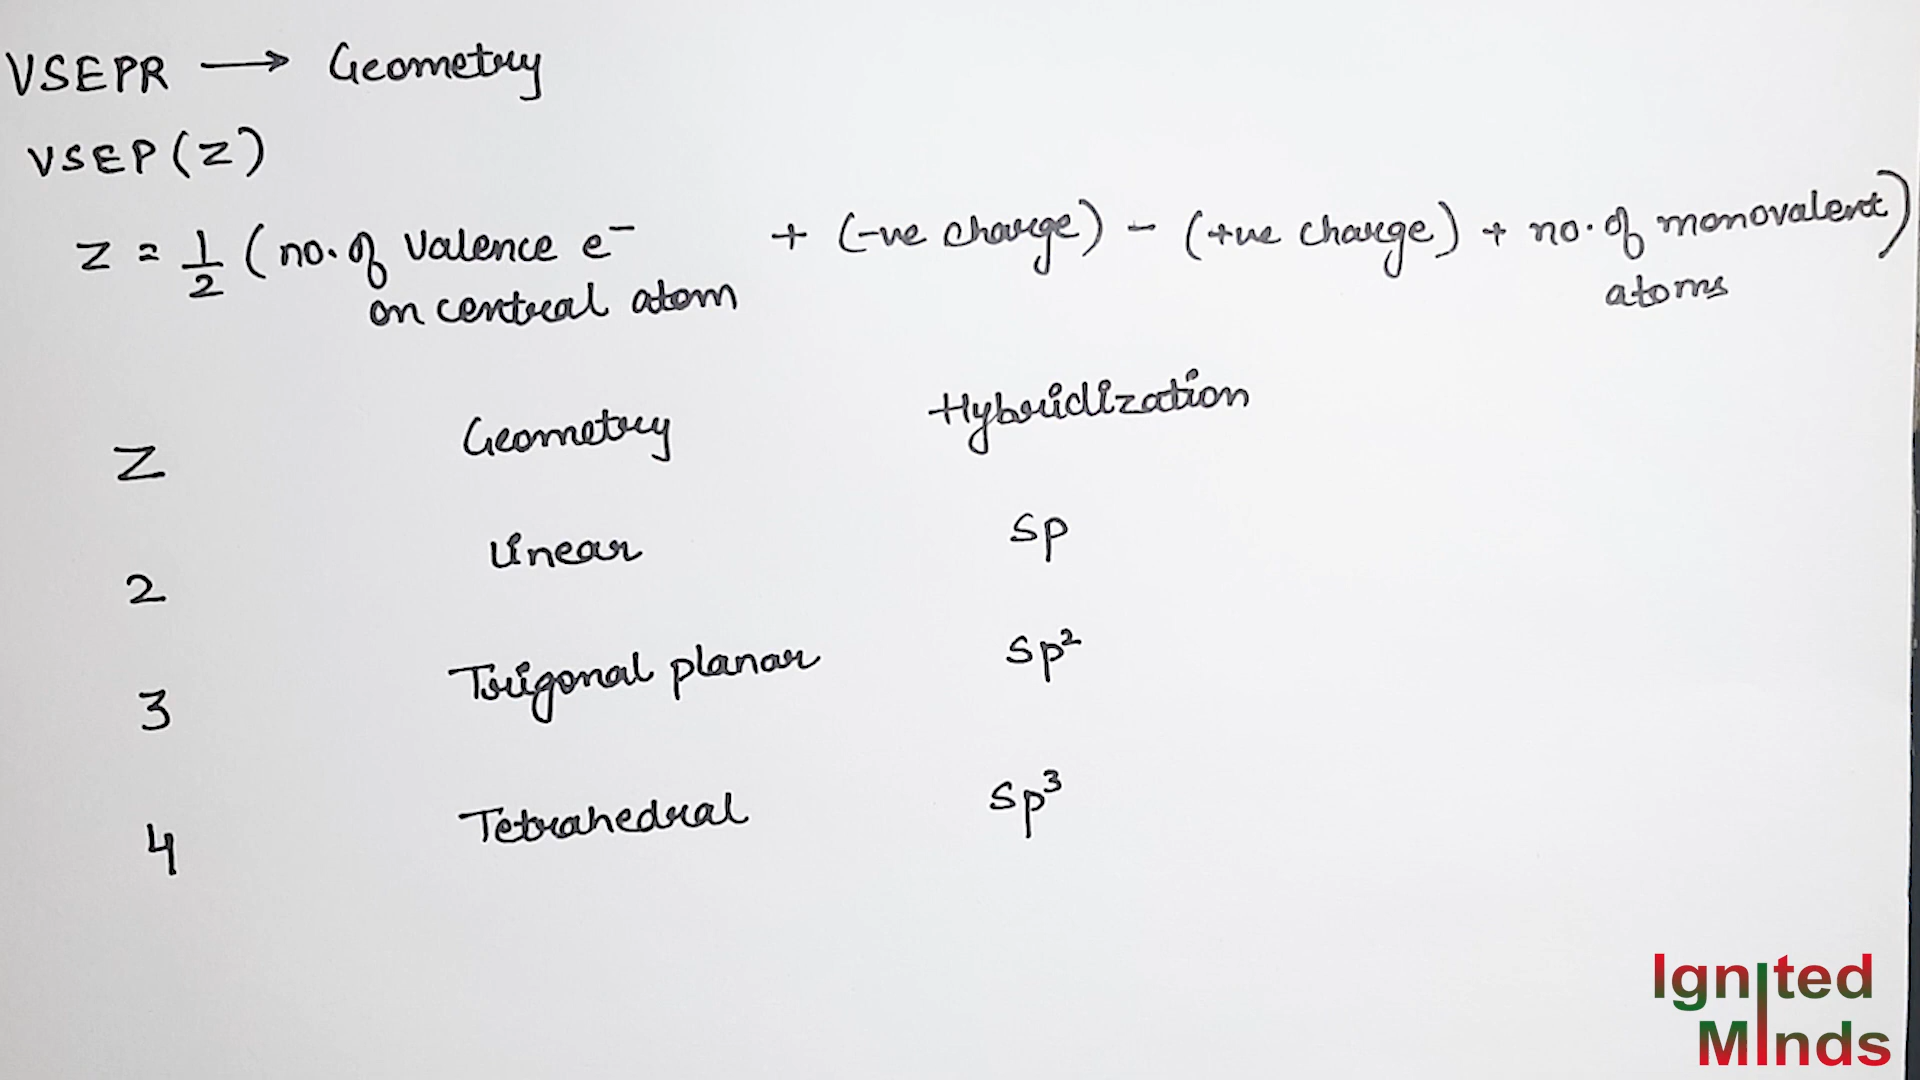 VSEPR → Geometry
VSEP (Z)
Z = 1/2 ( no. of valence e⁻ + (-ve charge) - (+ve charge) + no. of monovalent)
on central atom atoms
Z Geometry Hybridization
2 linear sp
3 Trigonal planar sp²
4 Tetrahedral sp³
Ignited
Minds